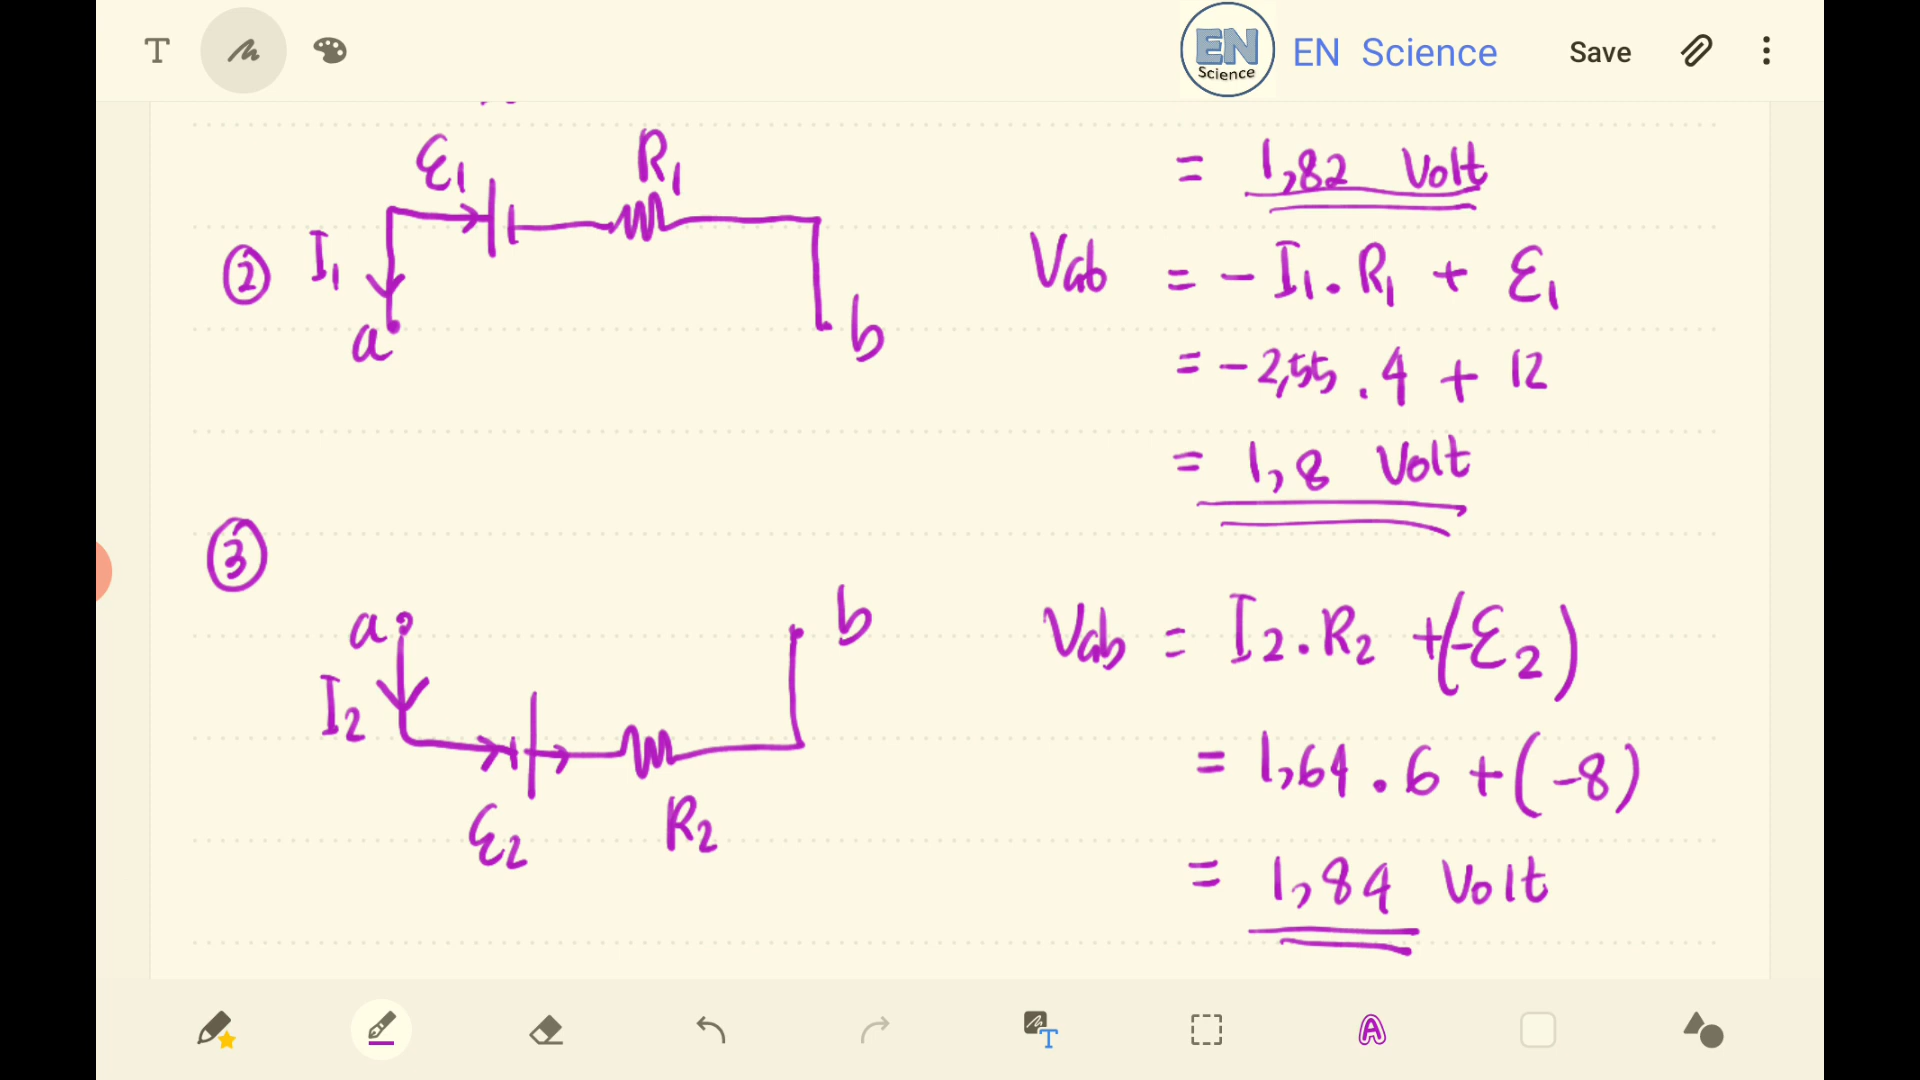 T
EN Science
EN Science
Save
ε1 R1
= 1,82 Volt
② I1
a b
Vab = - I1 . R1 + ε1
= - 2,55 . 4 + 12
= 1,8 Volt
③
a b
I2
ε2 R2
Vab = I2 . R2 + (-ε2)
= 1,64 . 6 + (-8)
= 1,84 Volt
T
A